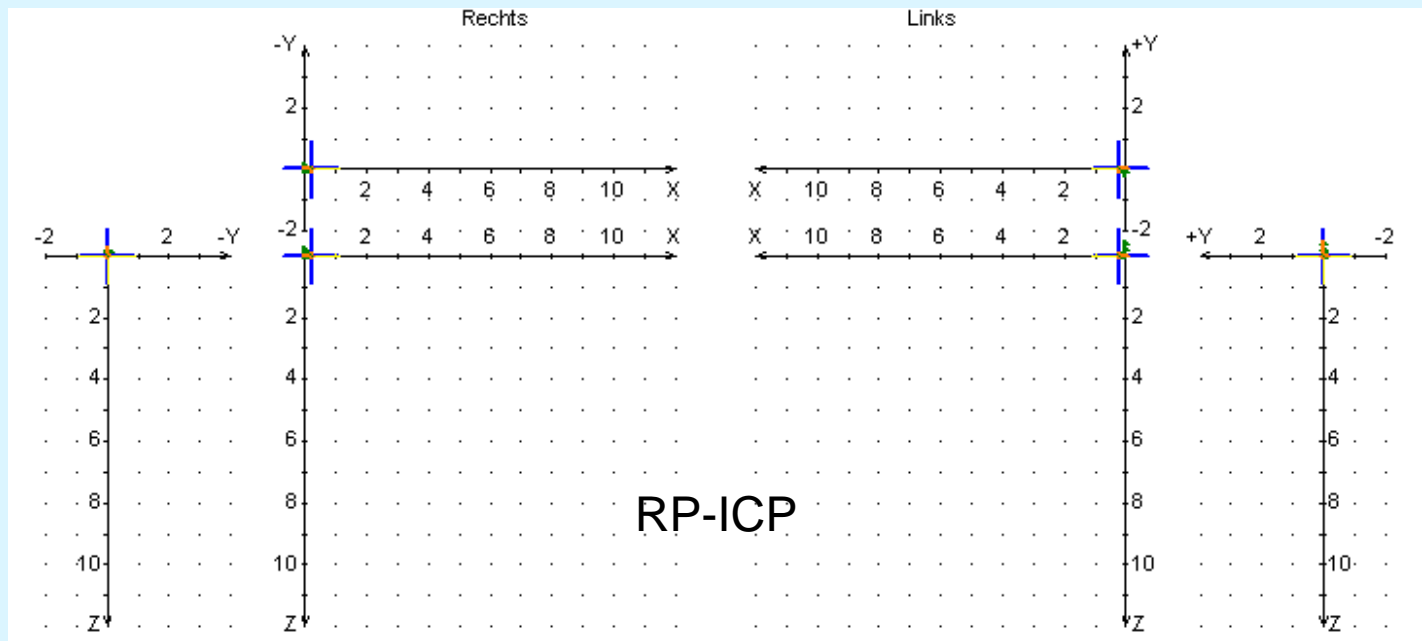 Rechts Links
-Y +Y
2 2
2 4 6 8 10 X X 10 8 6 4 2
-2 2 -Y -2 2 4 6 8 10 X X 10 8 6 4 2 -2 +Y 2 -2
2 2 2 2
4 4 4 4
6 6 6 6
8 8 RP-ICP 8 8
10 10 10 10
Z Z Z Z